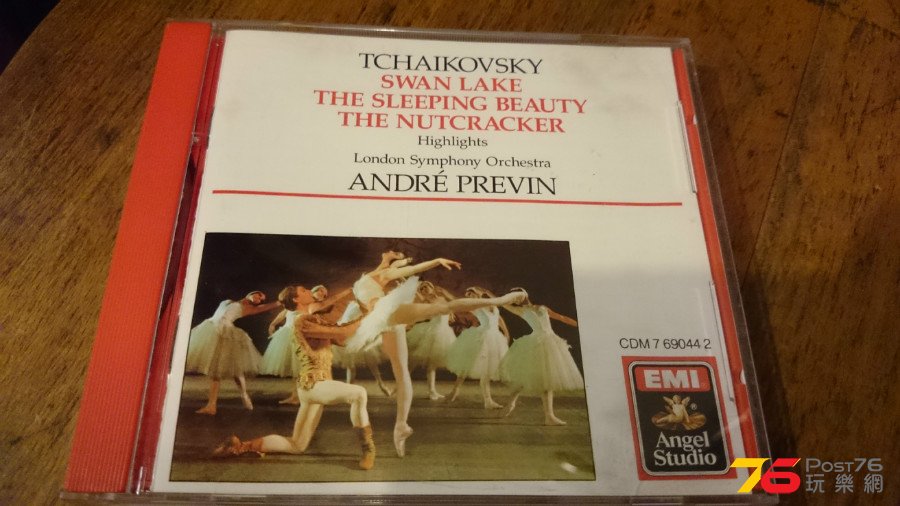 TCHAIKOVSKY
SWAN LAKE
THE SLEEPING BEAUTY
THE NUTCRACKER
Highlights
London Symphony Orchestra
ANDRÉ PREVIN
CDM 7 69044 2
EMI
®
Angel
Studio
76 POST76
玩樂網